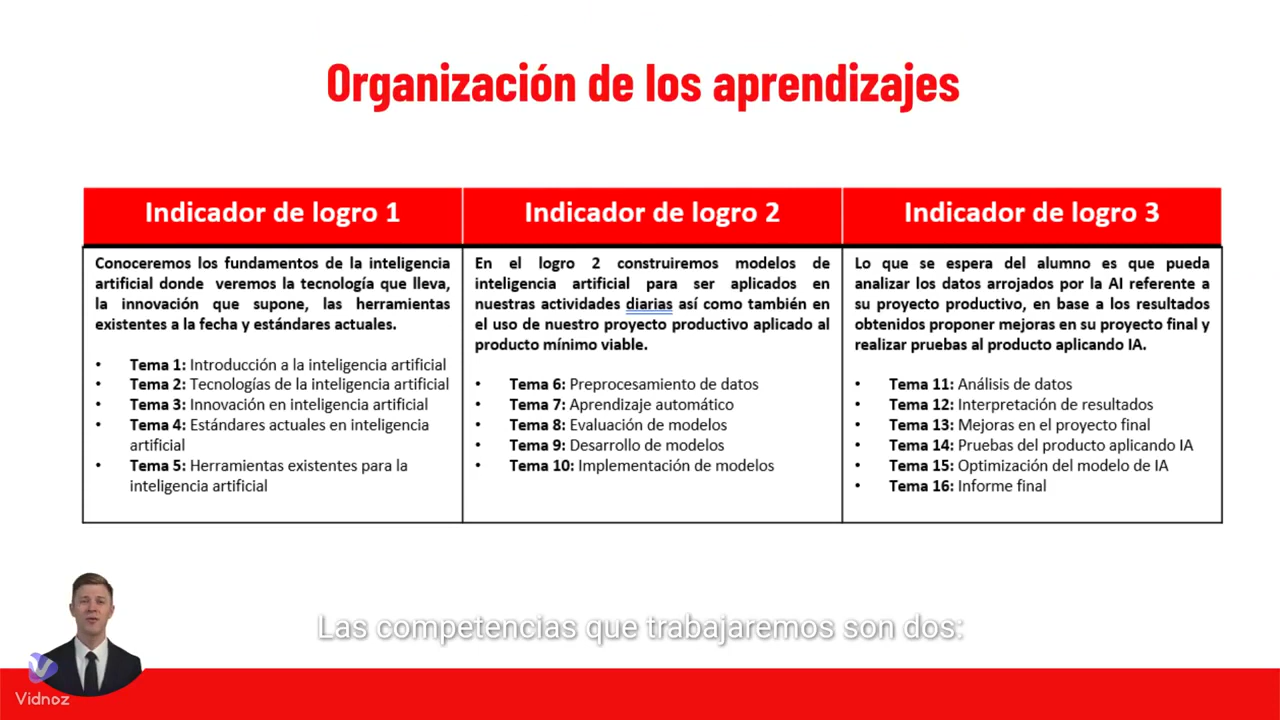 Organización de los aprendizajes
Indicador de logro 1
Conoceremos los fundamentos de la inteligencia
artificial donde veremos la tecnología que lleva,
la innovación que supone, las herramientas
existentes a la fecha y estándares actuales.
• Tema 1: Introducción a la inteligencia artificial
• Tema 2: Tecnologías de la inteligencia artificial
• Tema 3: Innovación en inteligencia artificial
• Tema 4: Estándares actuales en inteligencia
artificial
• Tema 5: Herramientas existentes para la
inteligencia artificial
Indicador de logro 2
En el logro 2 construiremos modelos de
inteligencia artificial para ser aplicados en
nuestras actividades diarias así como también en
el uso de nuestro proyecto productivo aplicado al
producto mínimo viable.
• Tema 6: Preprocesamiento de datos
• Tema 7: Aprendizaje automático
• Tema 8: Evaluación de modelos
• Tema 9: Desarrollo de modelos
• Tema 10: Implementación de modelos
Indicador de logro 3
Lo que se espera del alumno es que pueda
analizar los datos arrojados por la AI referente a
su proyecto productivo, en base a los resultados
obtenidos proponer mejoras en su proyecto final y
realizar pruebas al producto aplicando IA.
• Tema 11: Análisis de datos
• Tema 12: Interpretación de resultados
• Tema 13: Mejoras en el proyecto final
• Tema 14: Pruebas del producto aplicando IA
• Tema 15: Optimización del modelo de IA
• Tema 16: Informe final
Las competencias que trabajaremos son dos:
Vidnoz